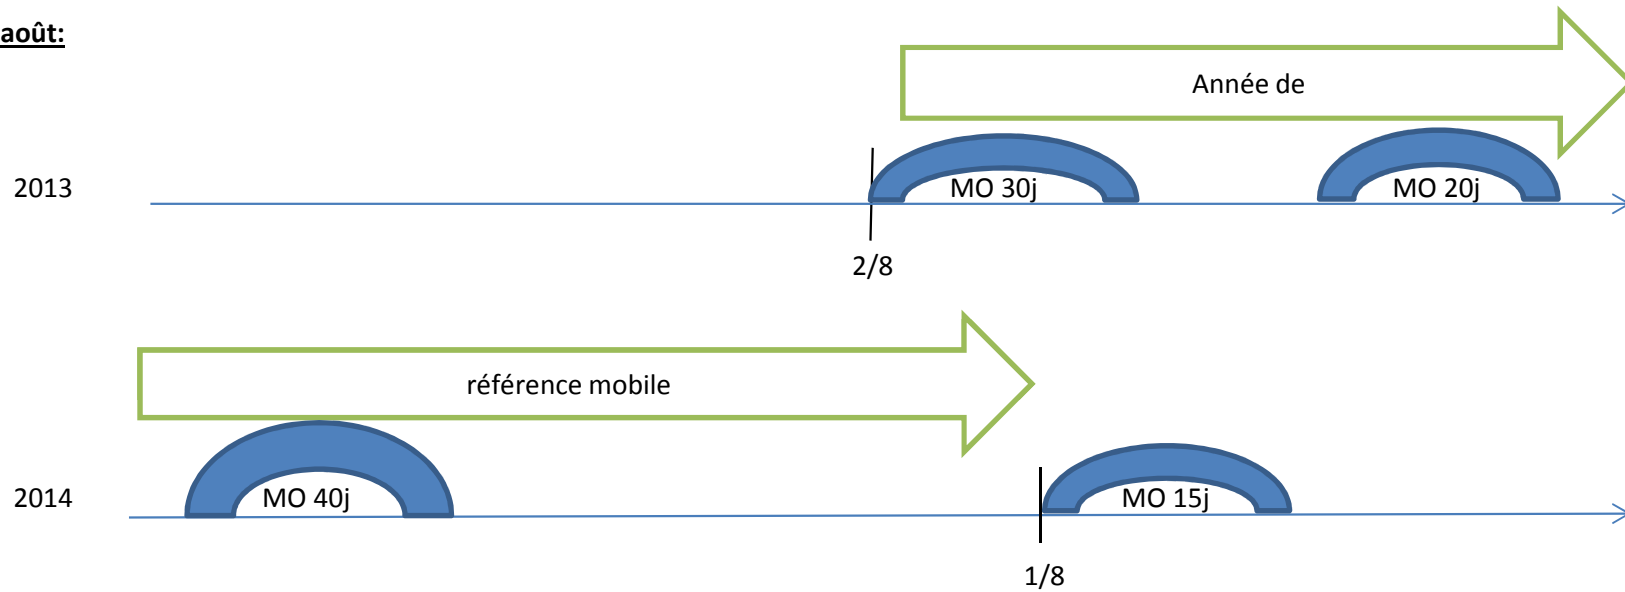 août:
Année de
2013
MO 30j
MO 20j
2/8
référence mobile
2014
MO 40j
MO 15j
1/8